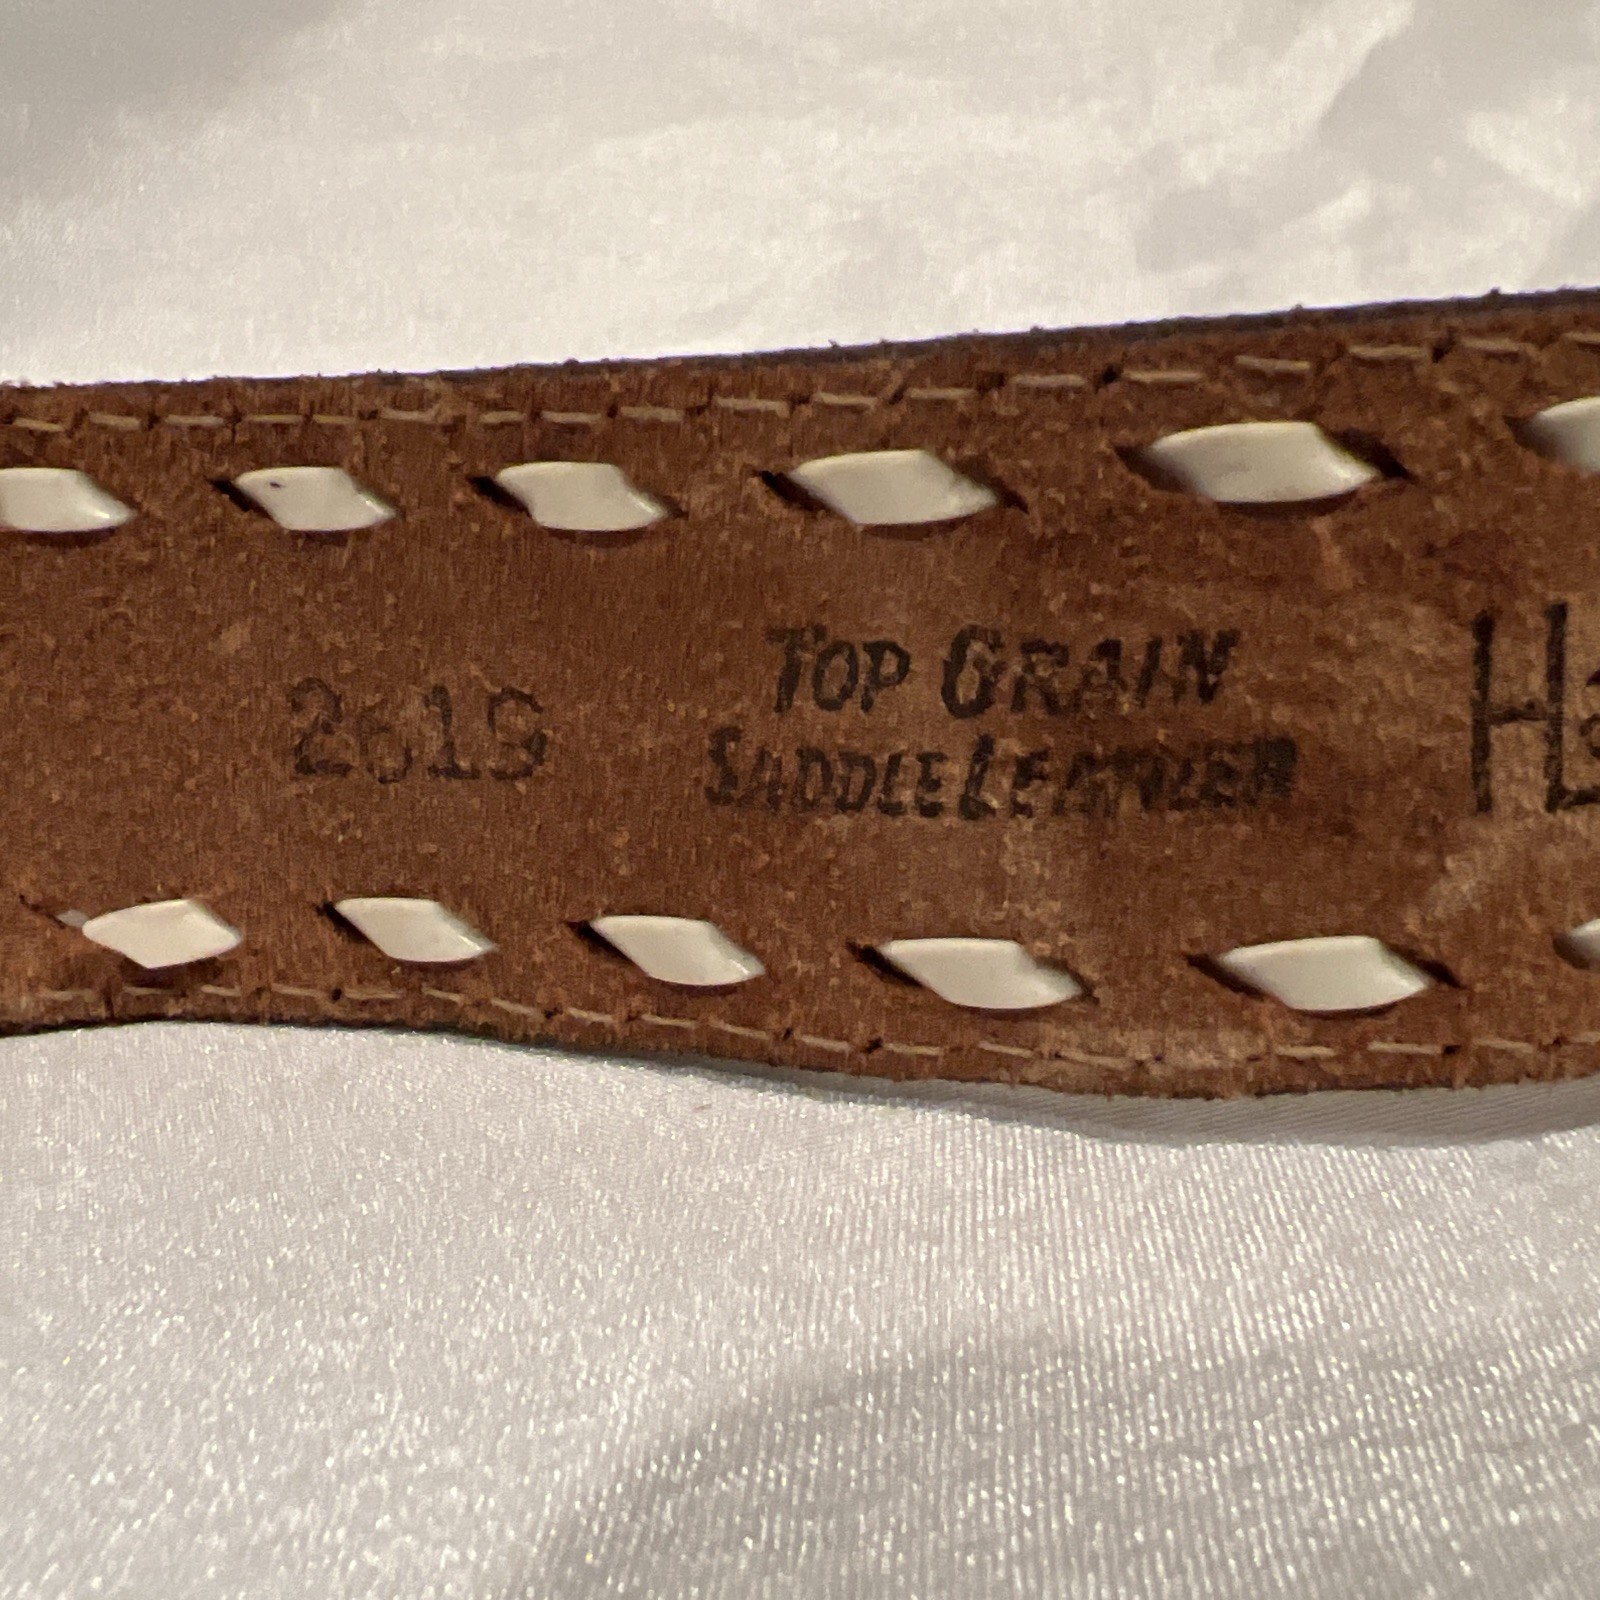 2619
TOP GRAIN
SADDLE LEATHER